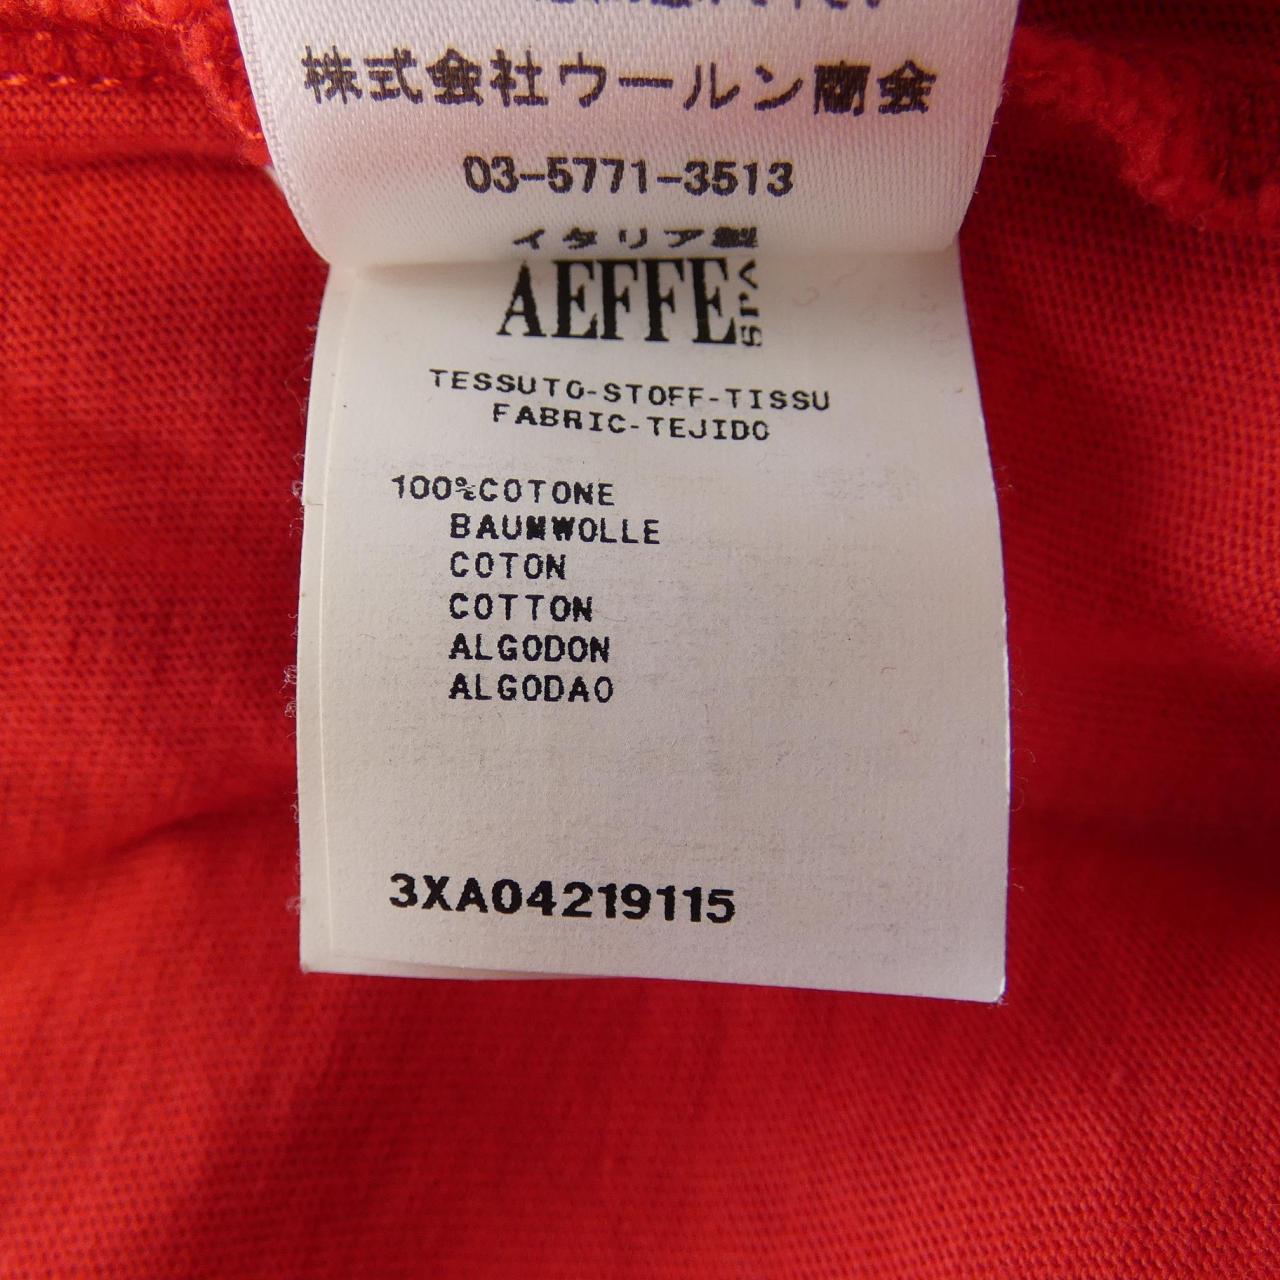 株式会社ウールン商会
03-5771-3513
イタリア製
AEFFE SPA
TESSUTO-STOFF-TISSU
FABRIC-TEJIDO
100%COTONE
BAUMWOLLE
COTON
COTTON
ALGODON
ALGODAO
3XA04219115